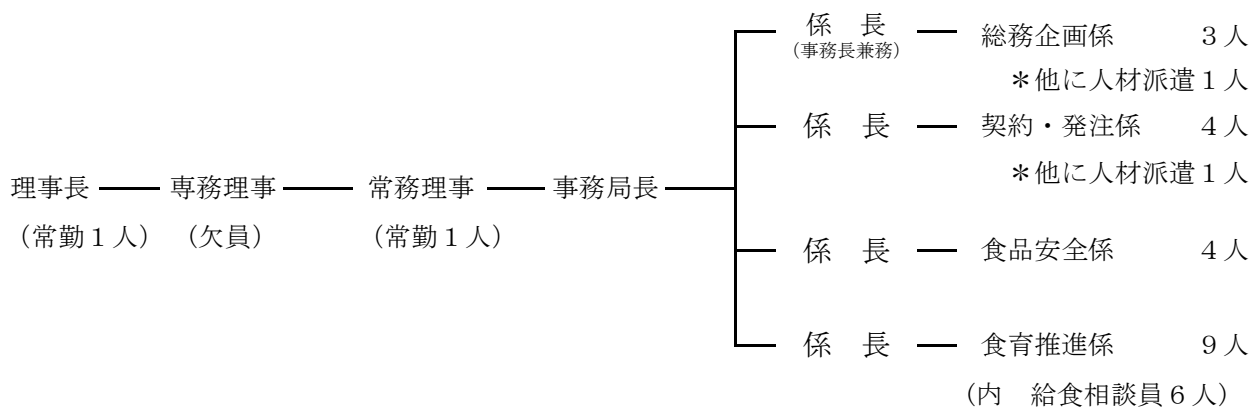 係 長 総務企画係 3人
(事務長兼務)
*他に人材派遣1人
係 長 契約・発注係 4人
*他に人材派遣1人
理事長 専務理事 常務理事 事務局長
(常勤1人) (欠員) (常勤1人)
係 長 食品安全係 4人
係 長 食育推進係 9人
(内 給食相談員6人)